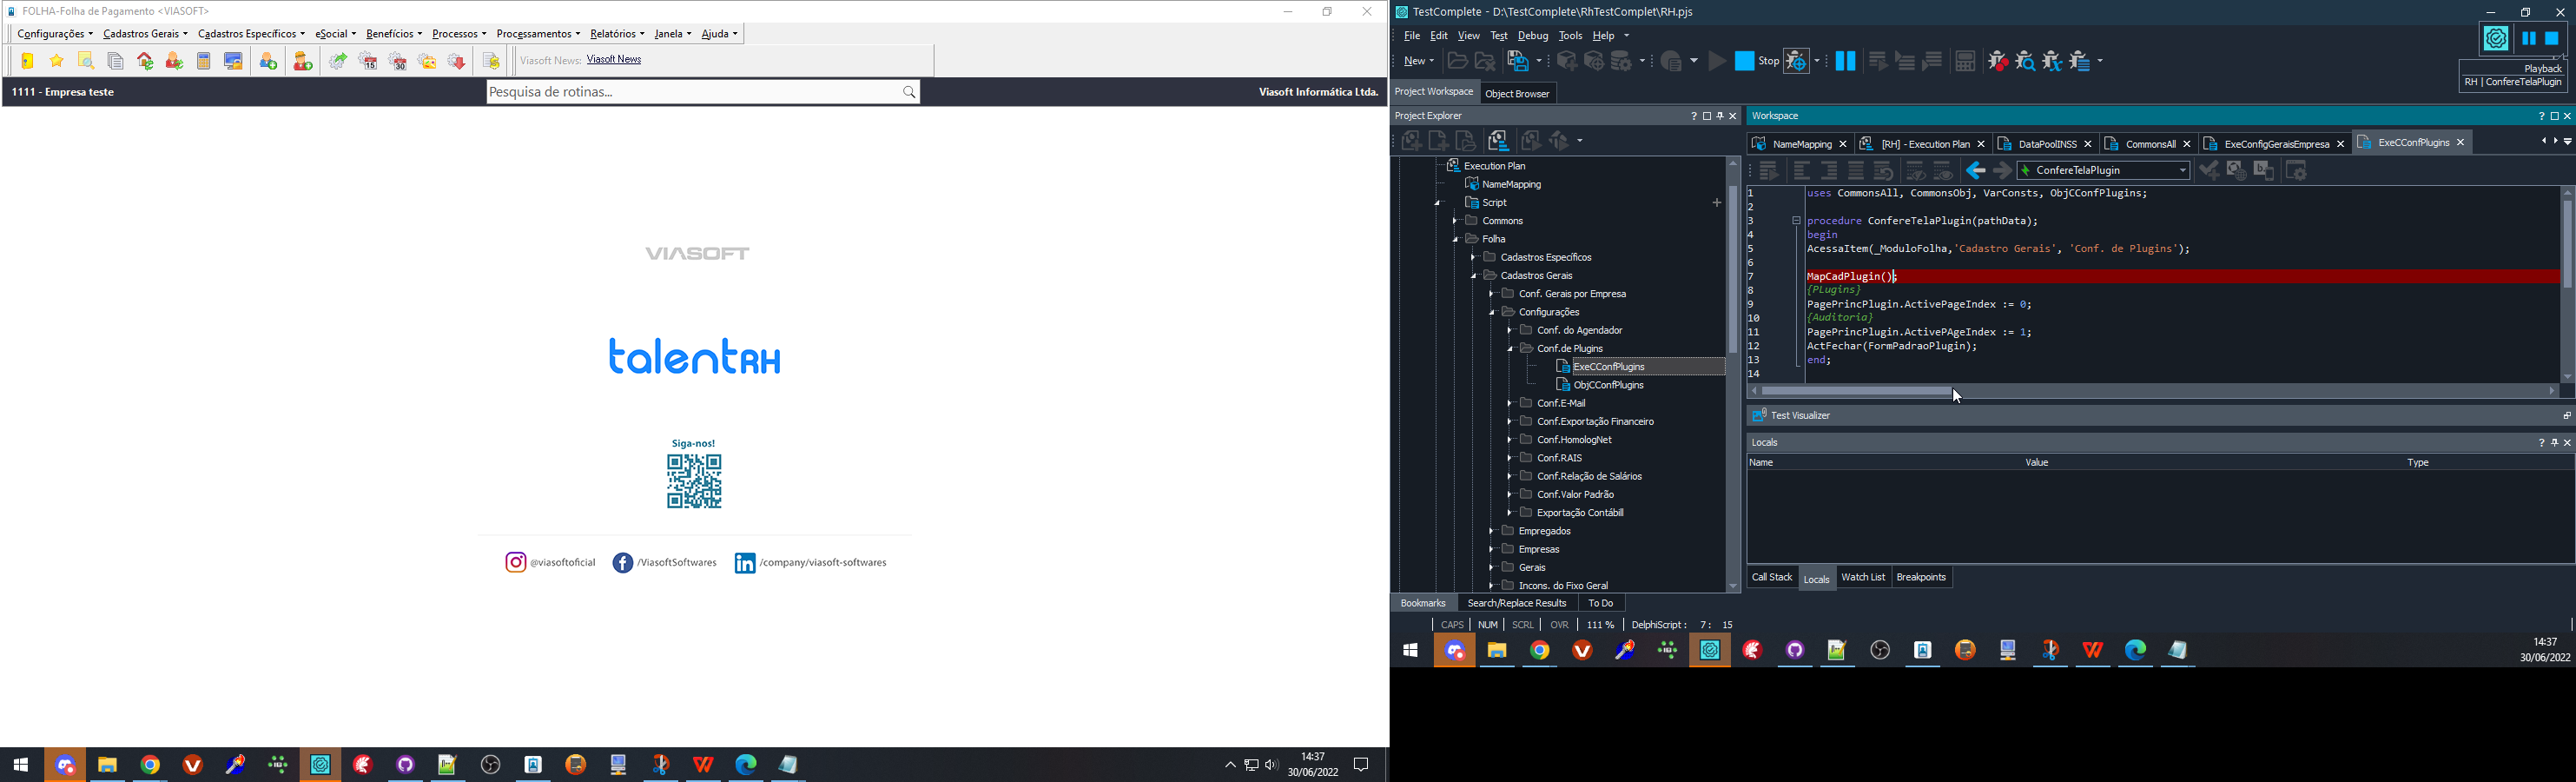 FOLHA-Folha de Pagamento <VIASOFT>
Configurações Cadastros Gerais Cadastros Específicos eSocial Benefícios Processos Processamentos Relatórios Janela Ajuda
15 30 Viasoft News: Viasoft News
1111 - Empresa teste Pesquisa de rotinas... Viasoft Informática Ltda.
VIASOFT
talentRH
Siga-nos!
@viasoftoficial /ViasoftSoftwares /company/viasoft-softwares
14:37
30/06/2022
TestComplete - D:\TestComplete\RhTestComplet\RH.pjs
File Edit View Test Debug Tools Help
New Stop
Playback
RH | ConfereTelaPlugin
Project Workspace Object Browser
Project Explorer
Execution Plan
NameMapping
Script
Commons
Folha
Cadastros Específicos
Cadastros Gerais
Conf. Gerais por Empresa
Configurações
Conf. do Agendador
Conf.de Plugins
ExeCConfPlugins
ObjCConfPlugins
Conf.E-Mail
Conf.Exportação Financeiro
Conf.HomologNet
Conf.RAIS
Conf.Relação de Salários
Conf.Valor Padrão
Exportação Contábill
Empregados
Empresas
Gerais
Incons. do Fixo Geral
Bookmarks Search/Replace Results To Do
Workspace
NameMapping [RH] - Execution Plan DataPoolINSS CommonsAll ExeConfigGeraisEmpresa ExeCConfPlugins
ConfereTelaPlugin
1 uses CommonsAll, CommonsObj, VarConsts, ObjCConfPlugins;
2
3 procedure ConfereTelaPlugin(pathData);
4 begin
5 AcessaItem(_ModuloFolha,'Cadastro Gerais', 'Conf. de Plugins');
6
7 MapCadPlugin();
8 {PLugins}
9 PagePrincPlugin.ActivePageIndex := 0;
10 {Auditoria}
11 PagePrincPlugin.ActivePAgeIndex := 1;
12 ActFechar(FormPadraoPlugin);
13 end;
14
Test Visualizer
Locals
Name Value Type
Call Stack Locals Watch List Breakpoints
CAPS NUM SCRL OVR 111 % DelphiScript: 7: 15
14:37
30/06/2022